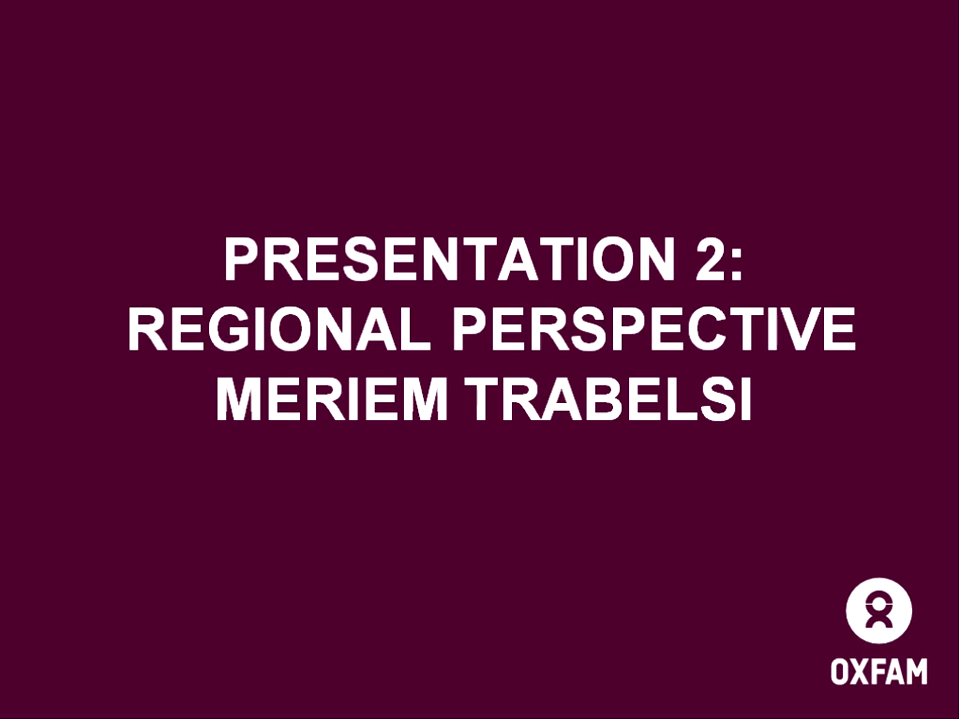 PRESENTATION 2:
REGIONAL PERSPECTIVE
MERIEM TRABELSI
OXFAM